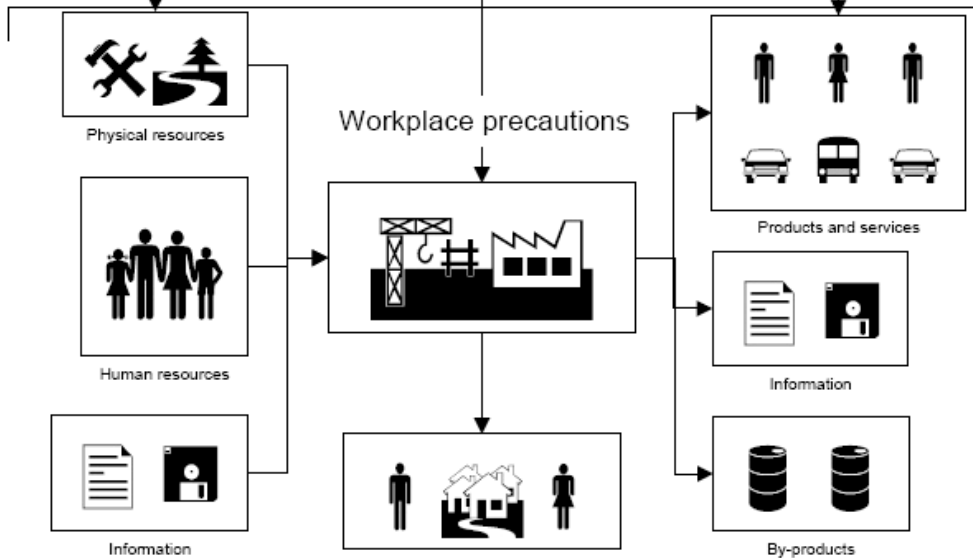 Physical resources
Workplace precautions
Products and services
Human resources
Information
Information
By-products